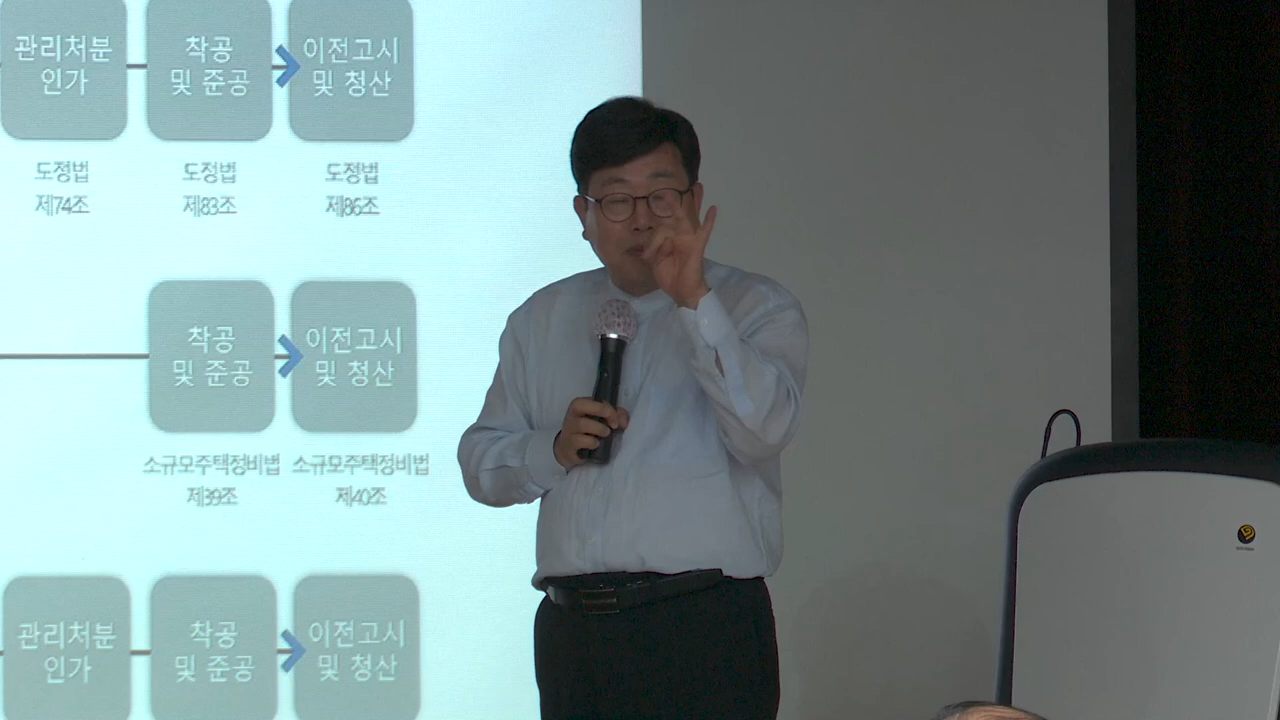 관리처분
인가
착공
및 준공
이전고시
및 청산
도정법
제74조
도정법
제83조
도정법
제86조
착공
및 준공
이전고시
및 청산
소규모주택정비법
제39조
소규모주택정비법
제40조
관리처분
인가
착공
및 준공
이전고시
및 청산